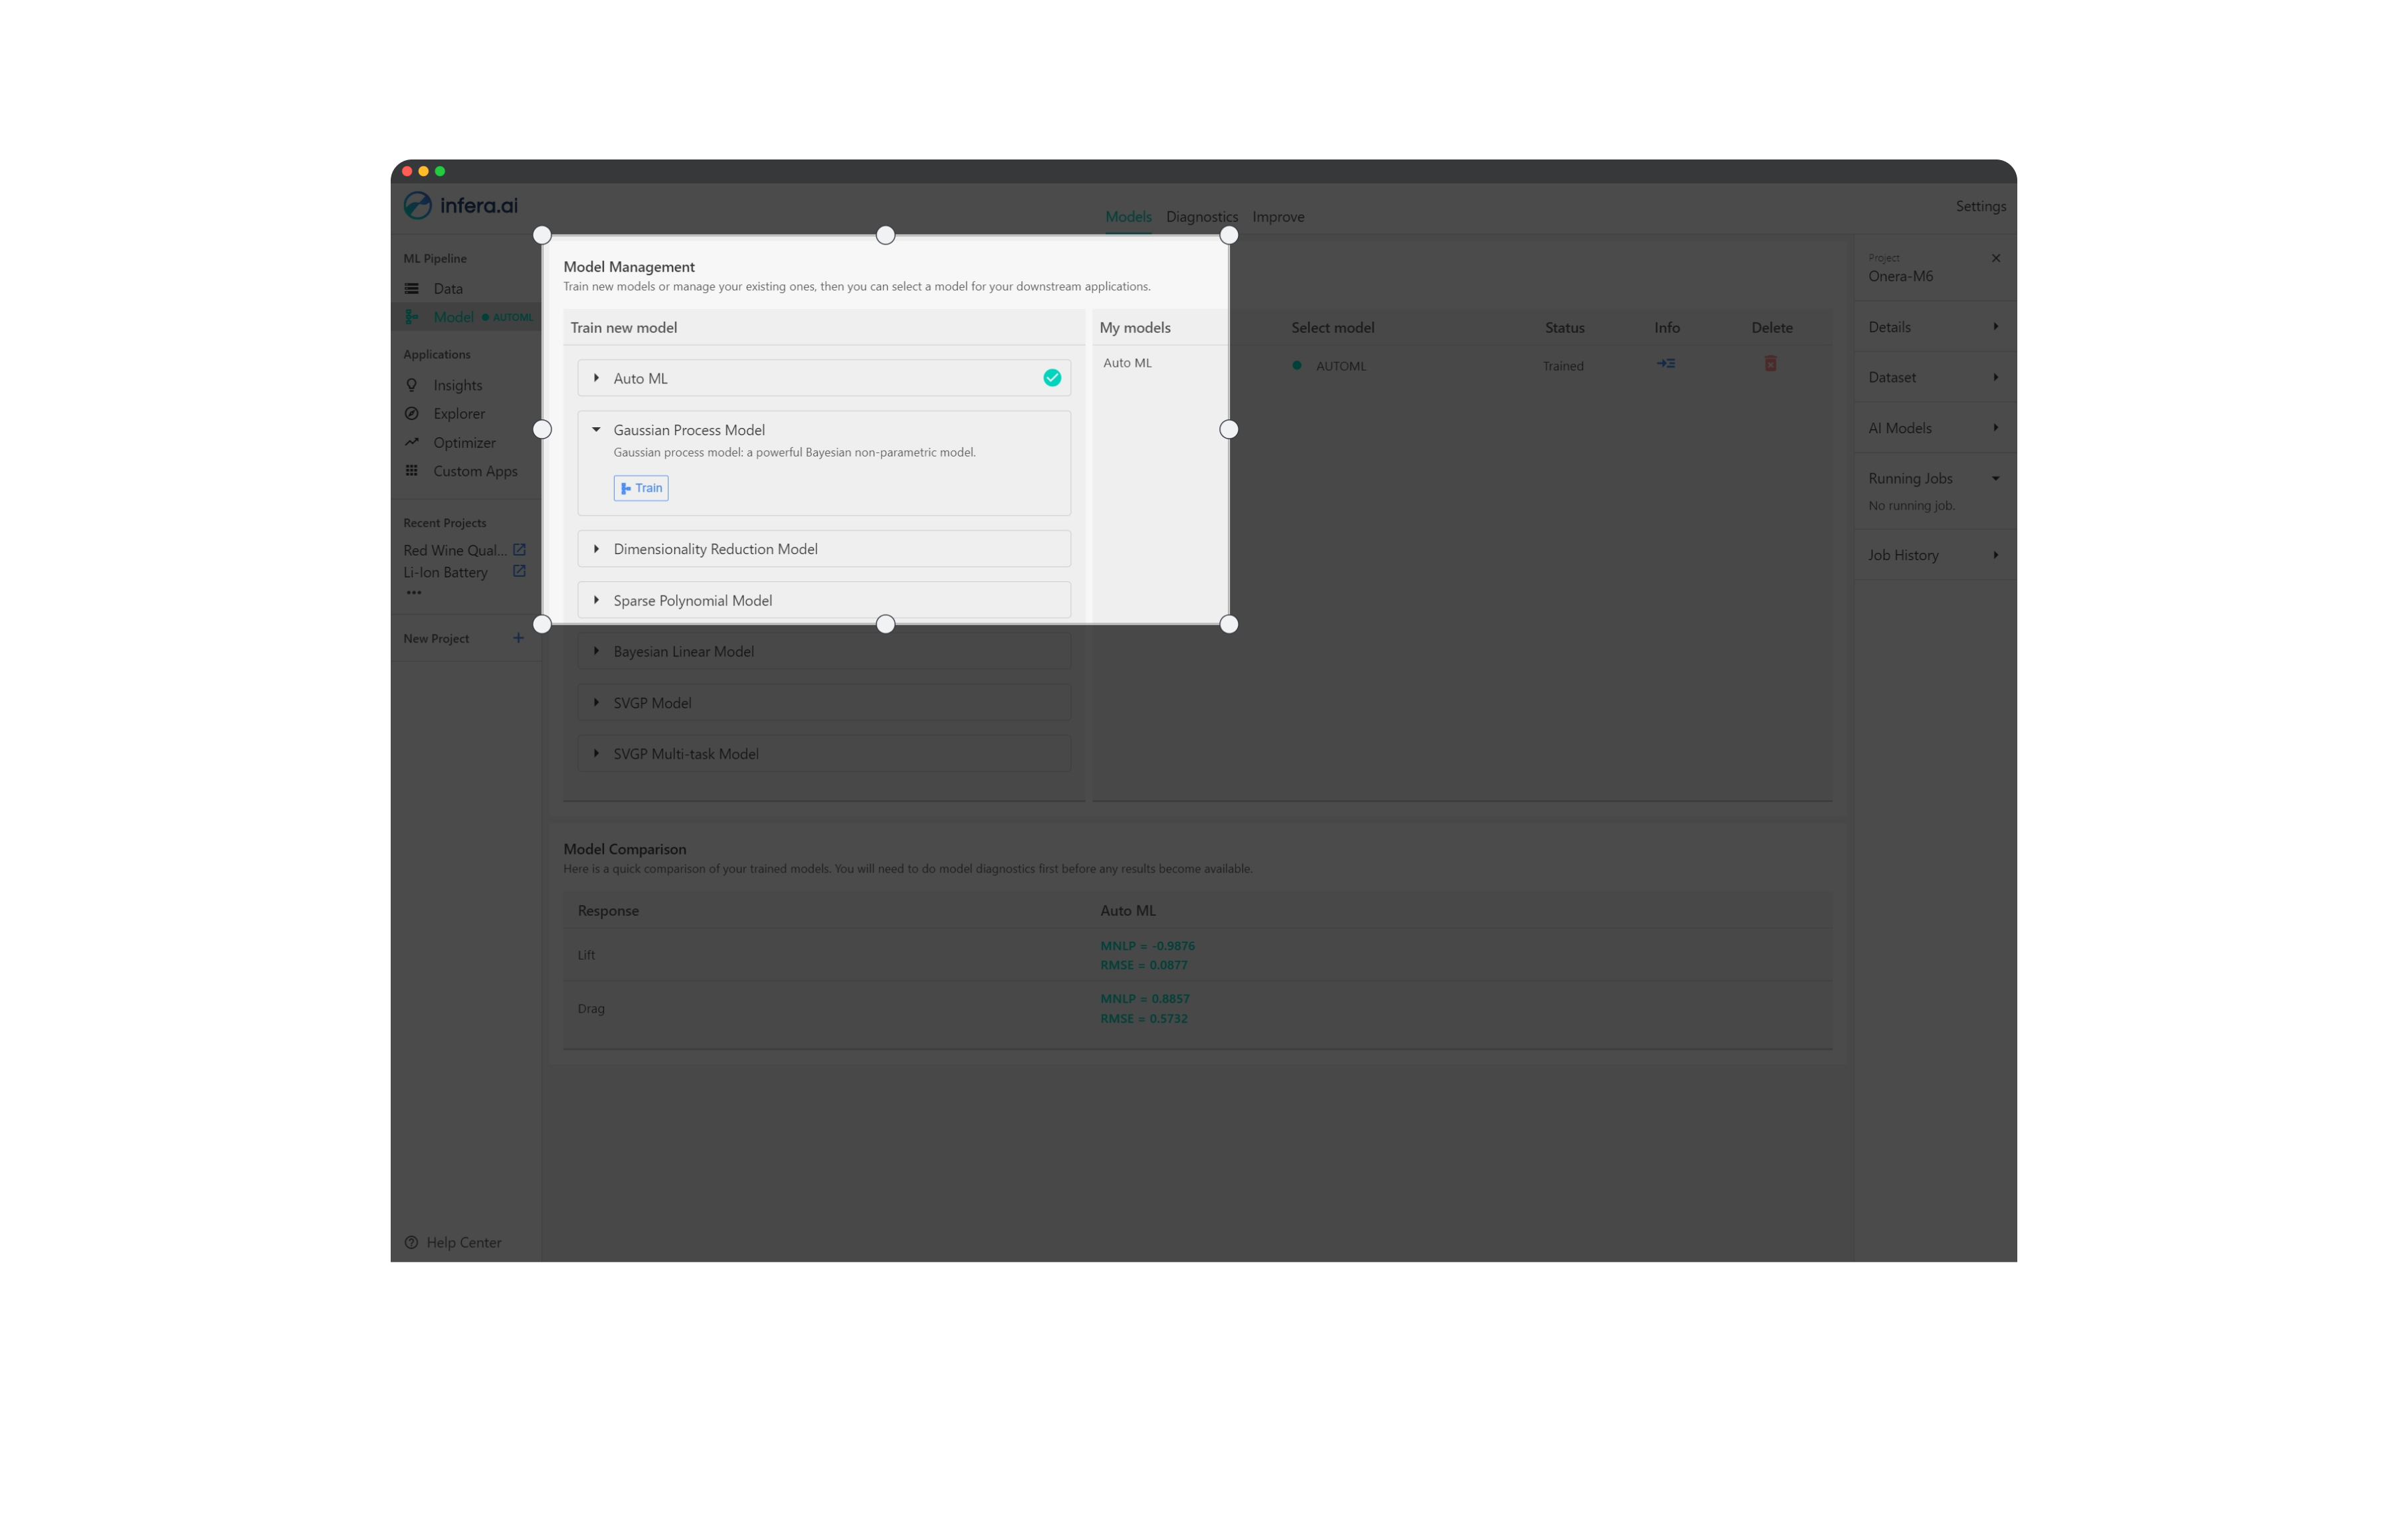 infera.ai
Models Diagnostics Improve
Settings
ML Pipeline
Data
Model AUTOML
Applications
Insights
Explorer
Optimizer
Custom Apps
Recent Projects
Red Wine Qual...
Li-Ion Battery
•••
New Project +
Help Center
Model Management
Train new models or manage your existing ones, then you can select a model for your downstream applications.
Train new model
Auto ML
Gaussian Process Model
Gaussian process model: a powerful Bayesian non-parametric model.
Train
Dimensionality Reduction Model
Sparse Polynomial Model
Bayesian Linear Model
SVGP Model
SVGP Multi-task Model
My models Select model Status Info Delete
Auto ML AUTOML Trained
Model Comparison
Here is a quick comparison of your trained models. You will need to do model diagnostics first before any results become available.
Response Auto ML
Lift
MNLP = -0.9876
RMSE = 0.0877
Drag
MNLP = 0.8857
RMSE = 0.5732
Project
Onera-M6
Details
Dataset
AI Models
Running Jobs
No running job.
Job History